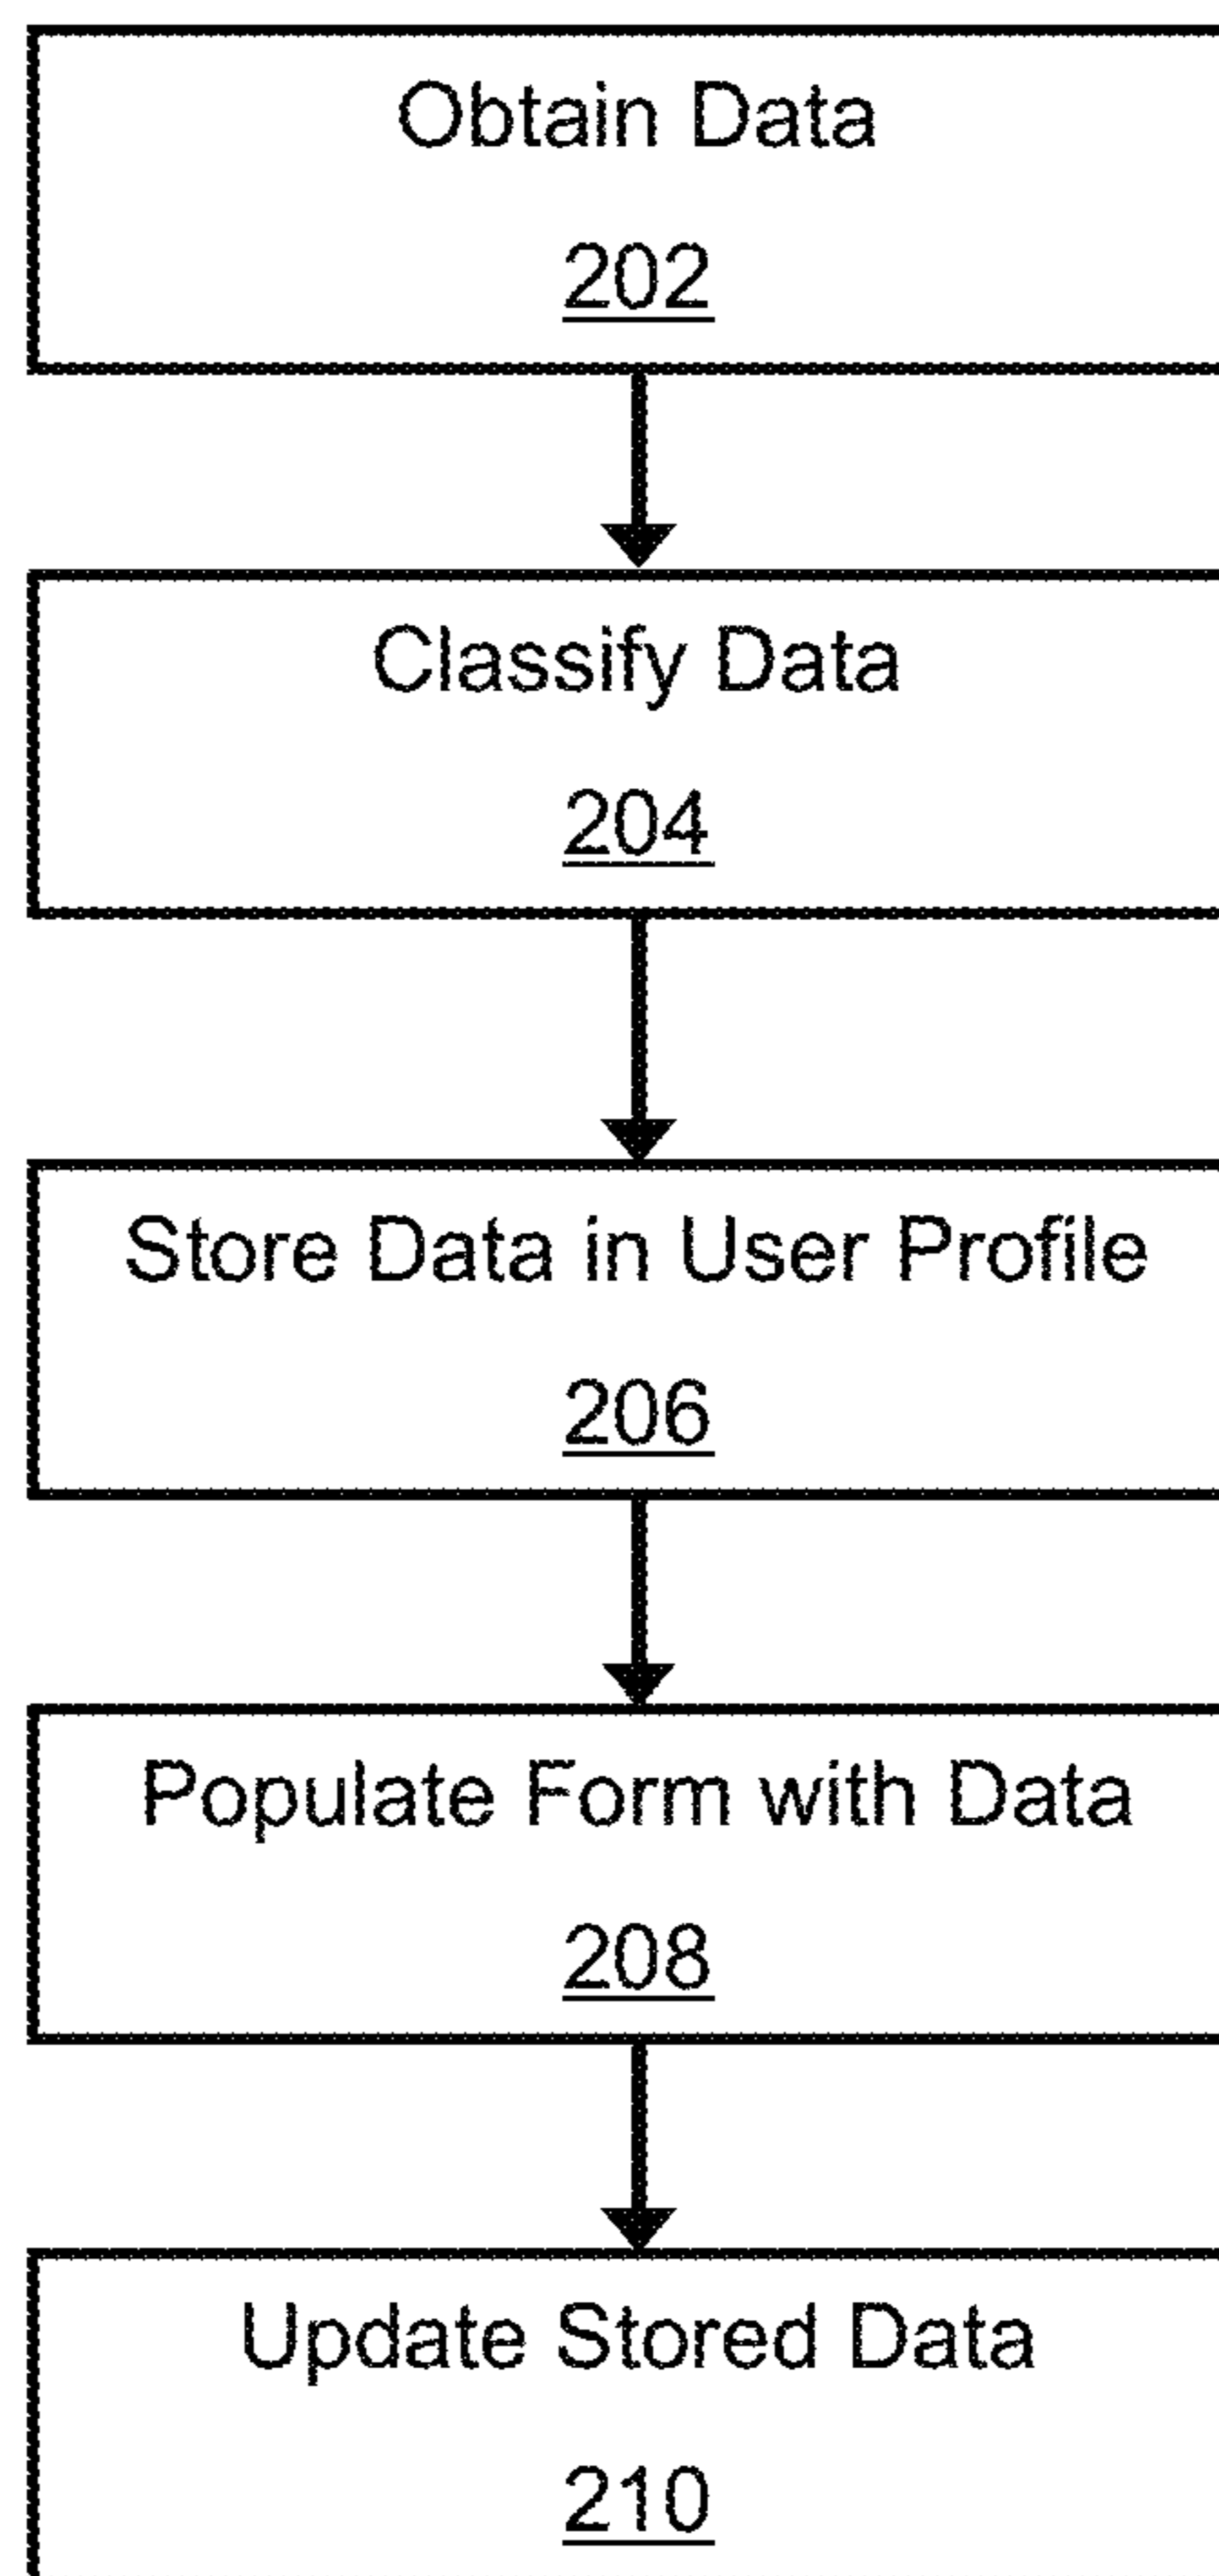 Obtain Data
202
Classify Data
204
Store Data in User Profile
206
Populate Form with Data
208
Update Stored Data
210